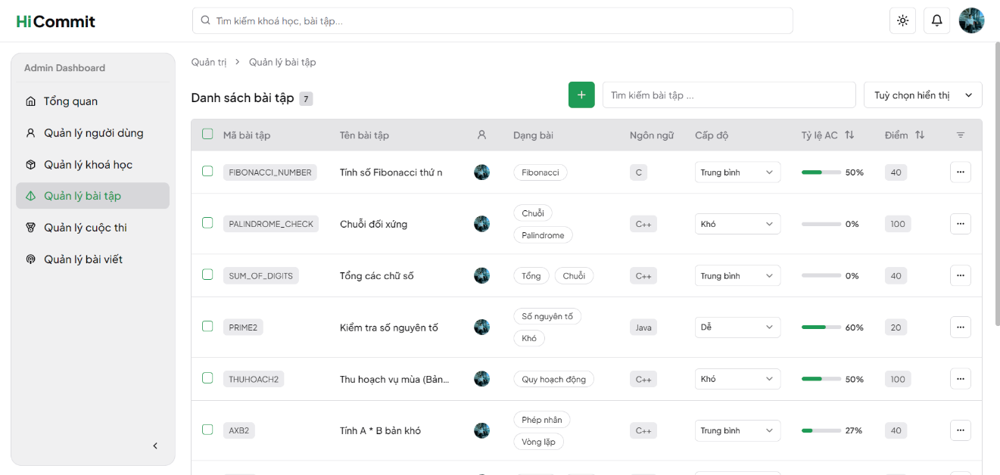 HiCommit
Tìm kiếm khoá học, bài tập...
Admin Dashboard
Tổng quan
Quản lý người dùng
Quản lý khoá học
Quản lý bài tập
Quản lý cuộc thi
Quản lý bài viết
Quản trị > Quản lý bài tập
Danh sách bài tập 7
+ Tìm kiếm bài tập ... Tuỳ chọn hiển thị
Mã bài tập Tên bài tập Dạng bài Ngôn ngữ Cấp độ Tỷ lệ AC Điểm
FIBONACCI_NUMBER Tính số Fibonacci thứ n Fibonacci C Trung bình 50% 40 ...
PALINDROME_CHECK Chuỗi đối xứng Chuỗi Palindrome C++ Khó 0% 100 ...
SUM_OF_DIGITS Tổng các chữ số Tổng Chuỗi C++ Trung bình 0% 40 ...
PRIME2 Kiểm tra số nguyên tố Số nguyên tố Khó Java Dễ 60% 20 ...
THUHOACH2 Thu hoạch vụ mùa (Bản... Quy hoạch động C++ Khó 50% 100 ...
AXB2 Tính A * B bản khó Phép nhân Vòng lặp C++ Trung bình 27% 40 ...